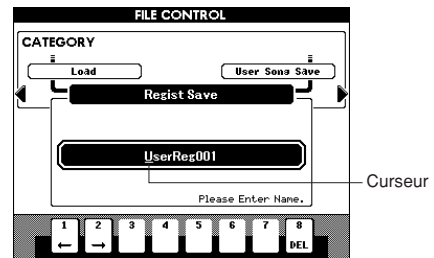 FILE CONTROL
CATEGORY
Load
User Song Save
Regist Save
UserReg001
Curseur
Please Enter Name.
1 2 3 4 5 6 7 8
← → DEL